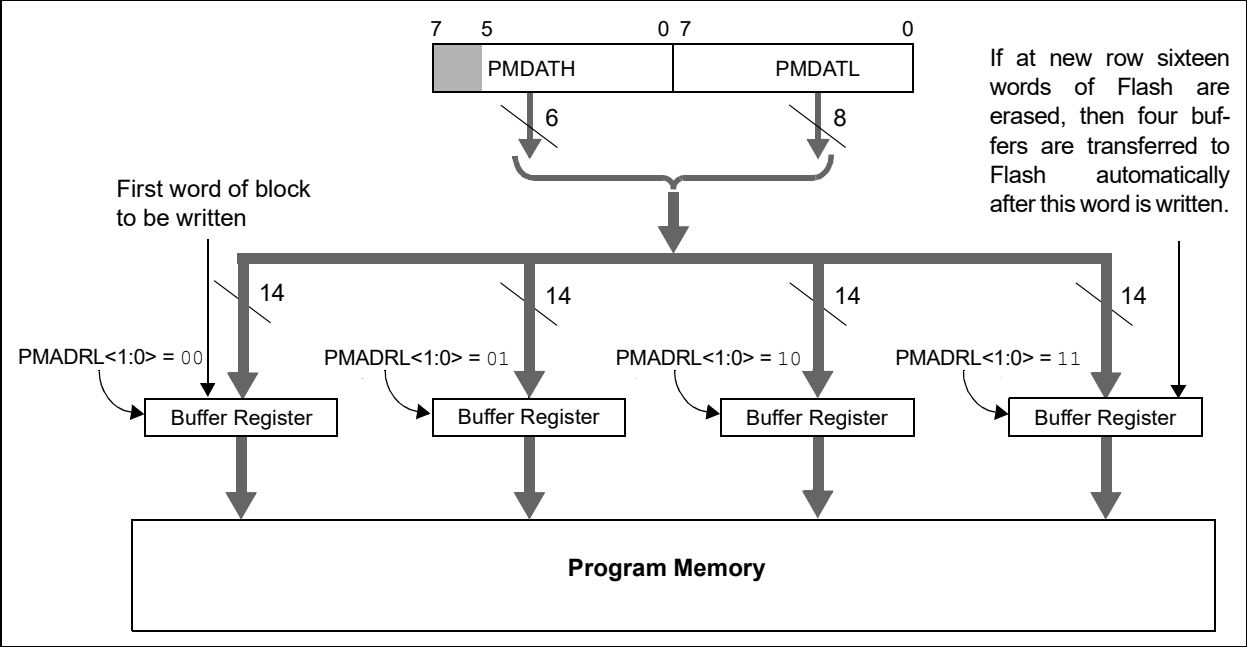 7 5 0 7 0
PMDATH PMDATL
6 8
If at new row sixteen
words of Flash are
erased, then four buf-
fers are transferred to
Flash automatically
after this word is written.
First word of block
to be written
14 14 14 14
PMADRL<1:0> = 00 PMADRL<1:0> = 01 PMADRL<1:0> = 10 PMADRL<1:0> = 11
Buffer Register Buffer Register Buffer Register Buffer Register
Program Memory